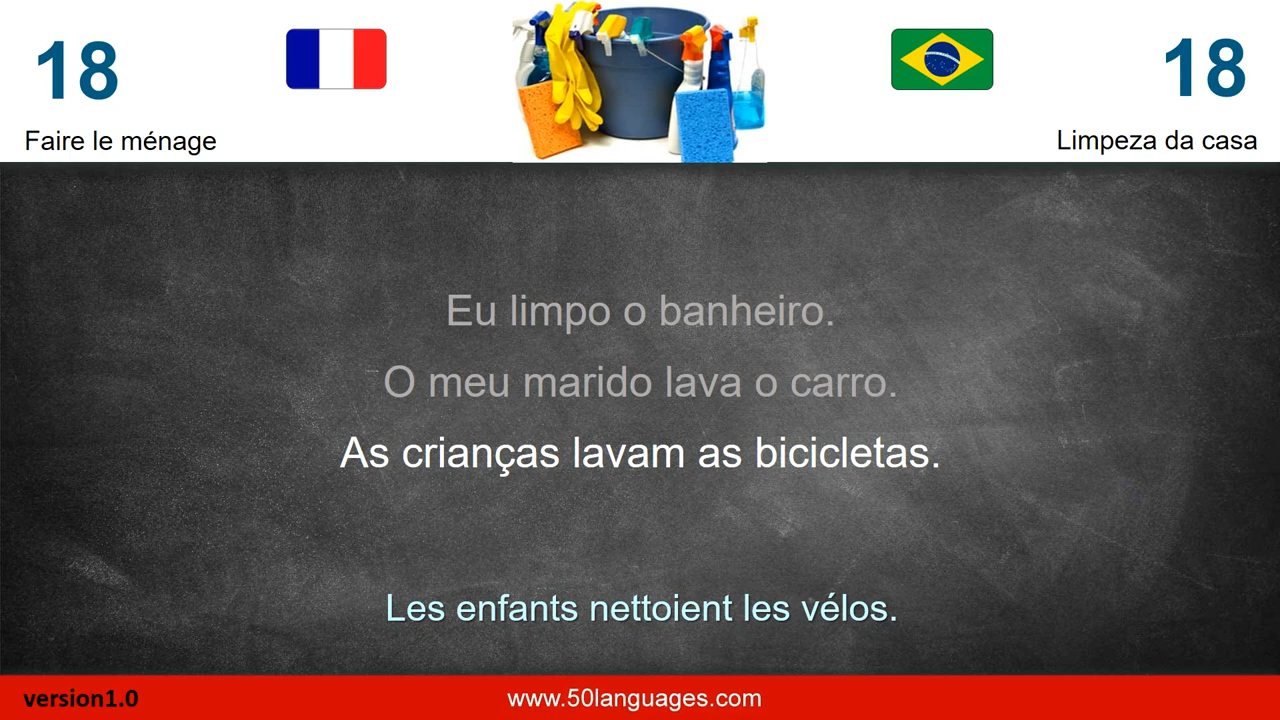 18
18
Faire le ménage
Limpeza da casa
Eu limpo o banheiro.
O meu marido lava o carro.
As crianças lavam as bicicletas.
Les enfants nettoient les vélos.
version1.0
www.50languages.com